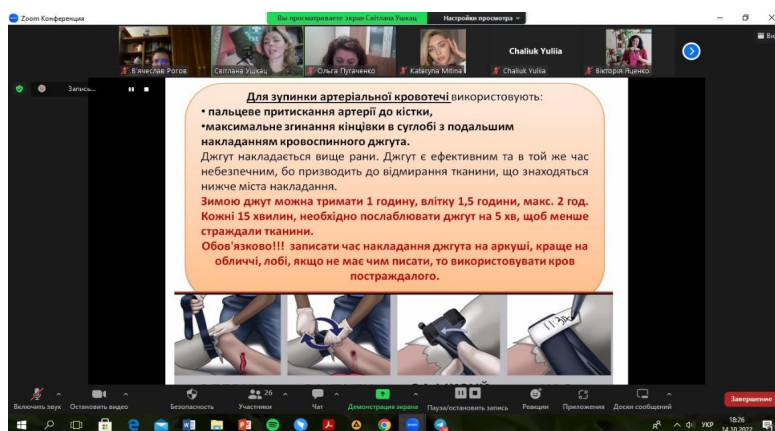 Zoom Конференция
Вы просматриваете экран Світлана Ушкац
Настройки просмотра
В'ячеслав Рогов
Світлана Ушкац
Ольга Пугаченко
Kateryna Mitina
Chaliuk Yuliia
Chaliuk Yuliia
Вікторія Яценко
Запись...
Для зупинки артеріальної кровотечі використовують:
• пальцеве притискання артерії до кістки,
•максимальне згинання кінцівки в суглобі з подальшим
накладанням кровоспинного джгута.
Джгут накладається вище рани. Джгут є ефективним та в той же час
небезпечним, бо призводить до відмирання тканини, що знаходяться
нижче міста накладання.
Зимою джут можна тримати 1 годину, влітку 1,5 години, макс. 2 год.
Кожні 15 хвилин, необхідно послаблювати джгут на 5 хв, щоб менше
страждали тканини.
Обов'язково!!! записати час накладання джгута на аркуші, краще на
обличчі, лобі, якщо не має чим писати, то використовувати кров
постраждалого.
Включить звук
Остановить видео
Безопасность
26
Участники
Чат
Демонстрация экрана
Пауза/остановить запись
Реакции
Приложения
Доски сообщений
Завершение
УКР
18:26
14.10.2022